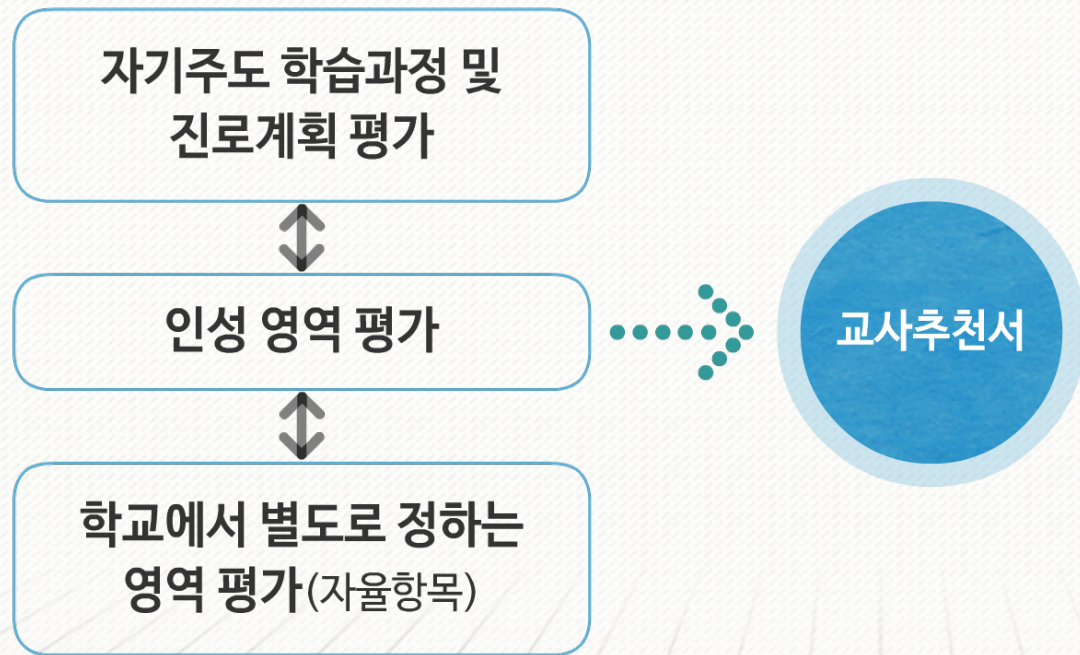 자기주도 학습과정 및
진로계획 평가
인성 영역 평가
교사추천서
학교에서 별도로 정하는
영역 평가(자율항목)